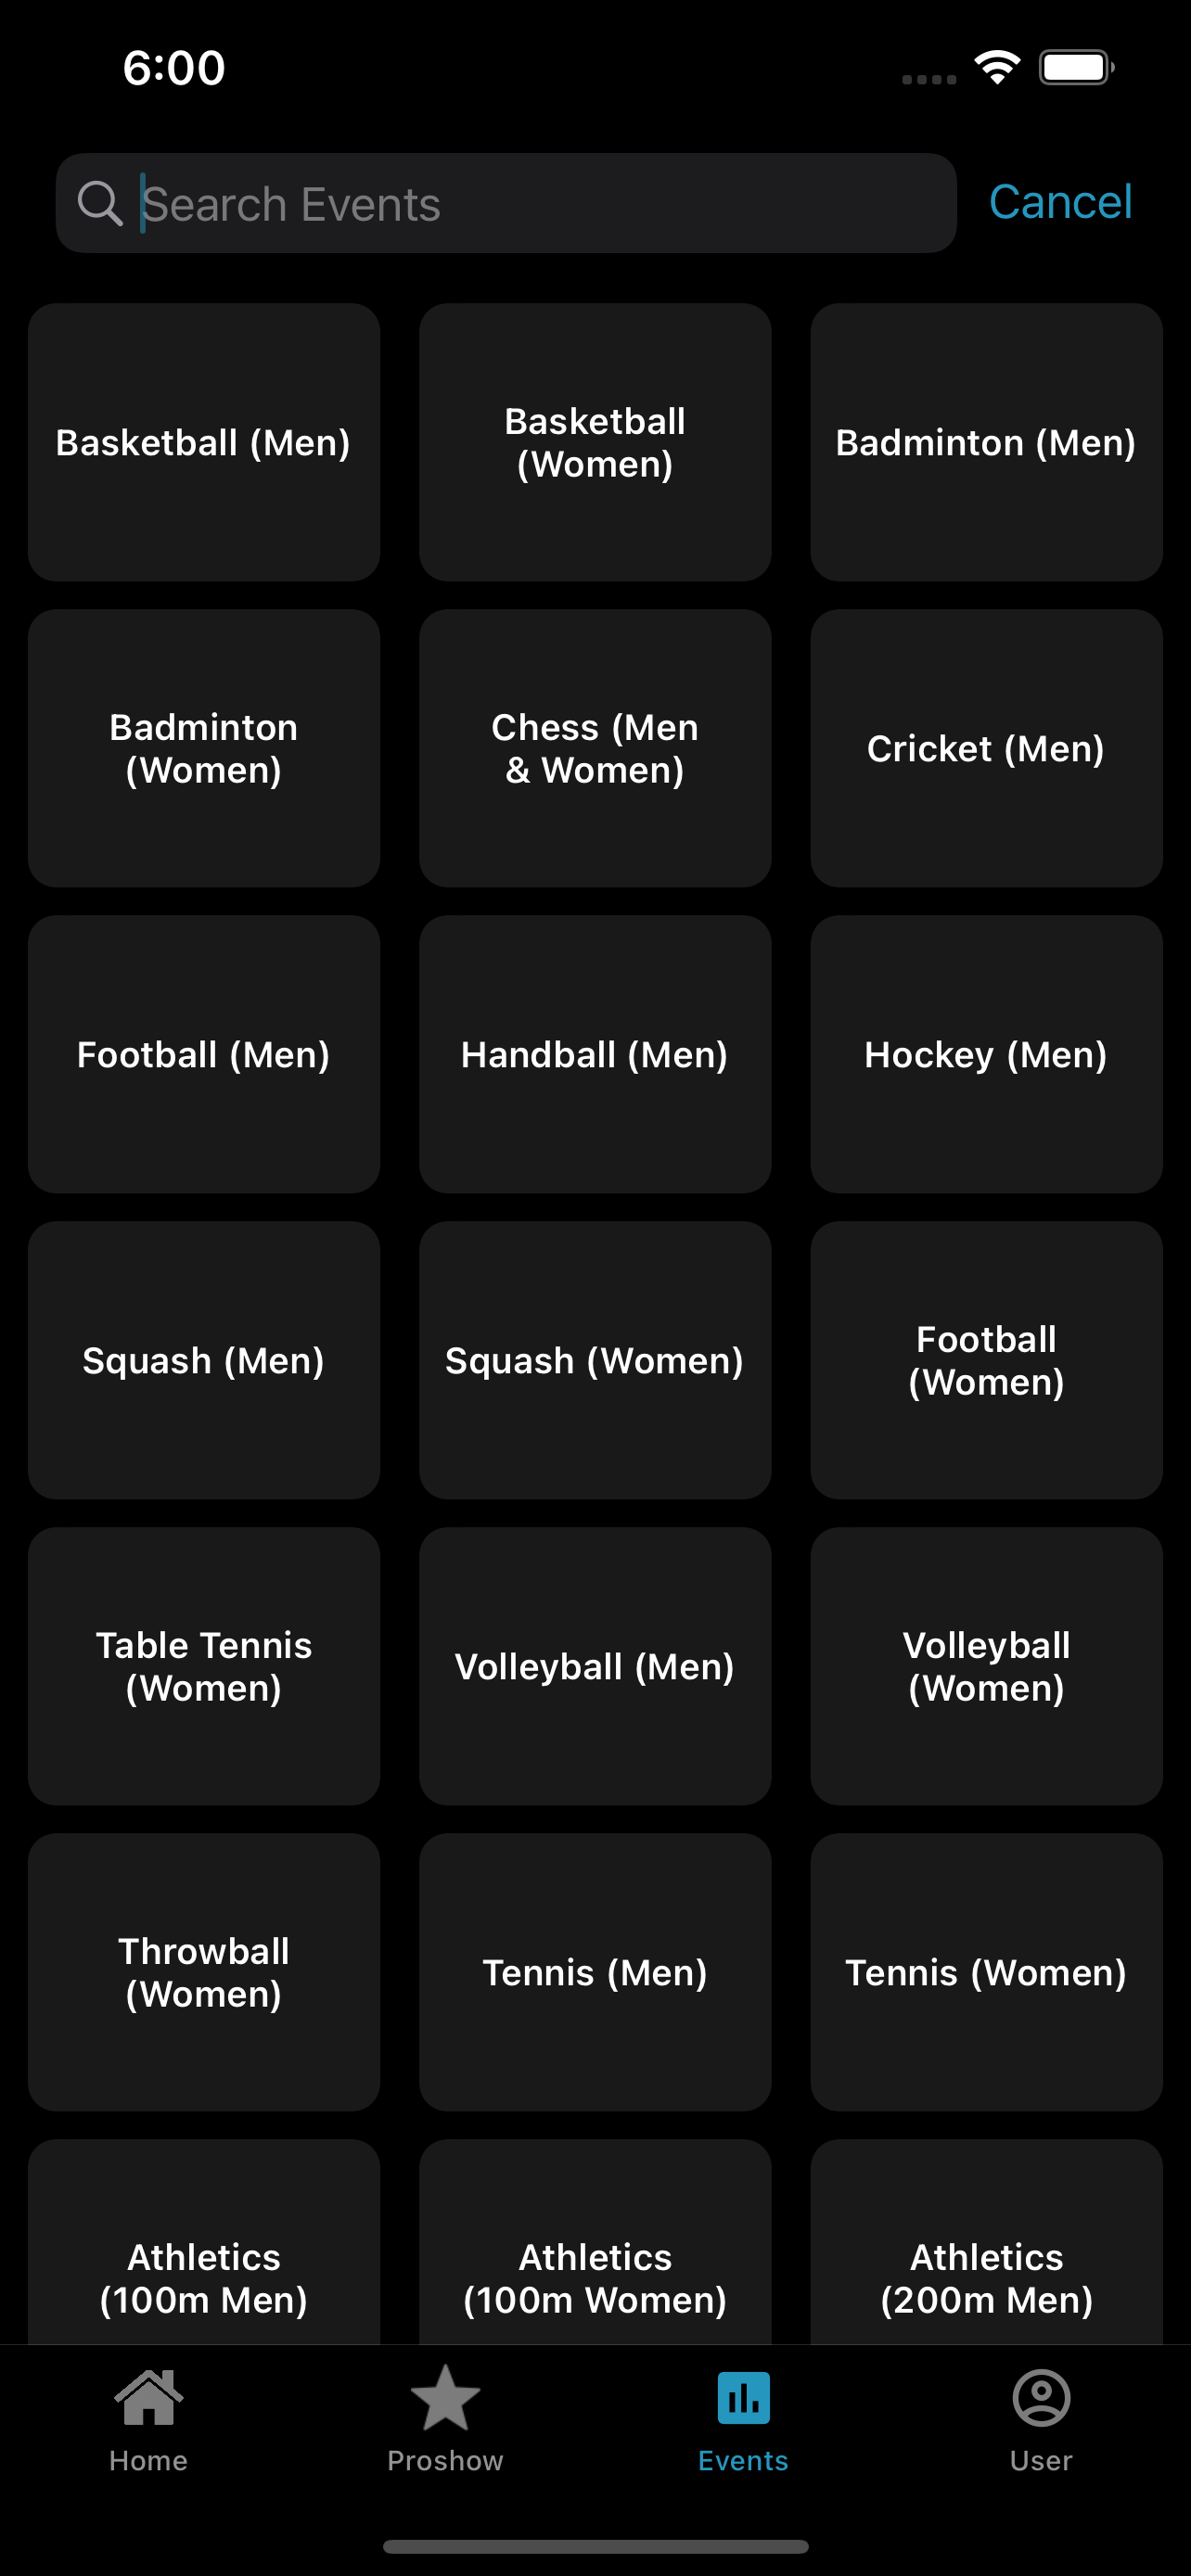 6:00
Search Events
Cancel
Basketball (Men)
Basketball
(Women)
Badminton (Men)
Badminton
(Women)
Chess (Men
& Women)
Cricket (Men)
Football (Men)
Handball (Men)
Hockey (Men)
Squash (Men)
Squash (Women)
Football
(Women)
Table Tennis
(Women)
Volleyball (Men)
Volleyball
(Women)
Throwball
(Women)
Tennis (Men)
Tennis (Women)
Athletics
(100m Men)
Athletics
(100m Women)
Athletics
(200m Men)
Home
Proshow
Events
User